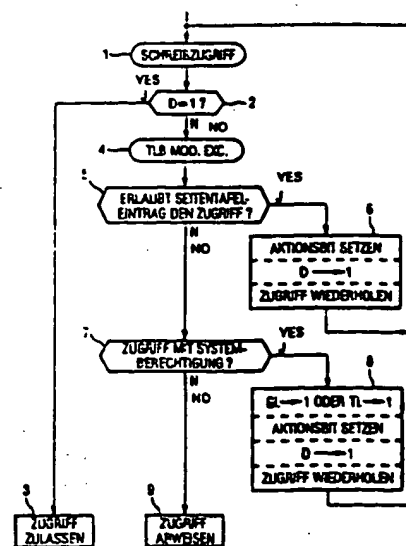 1
SCHREIBZUGRIFF
YES
D=1?
2
N NO
4
TLB MOD. EXC.
5
YES
ERLAUBT SEITENTAFEL-
EINTRAG DEN ZUGRIFF ?
N
NO
6
AKTIONSBIT SETZEN
D → 1
ZUGRIFF WIEDERHOLEN
7
YES
ZUGRIFF MIT SYSTEM-
BERECHTIGUNG ?
N
NO
8
GL → 1 ODER TL → 1
AKTIONSBIT SETZEN
D → 1
ZUGRIFF WIEDERHOLEN
3
ZUGRIFF
ZULASSEN
9
ZUGRIFF
ABWEISEN